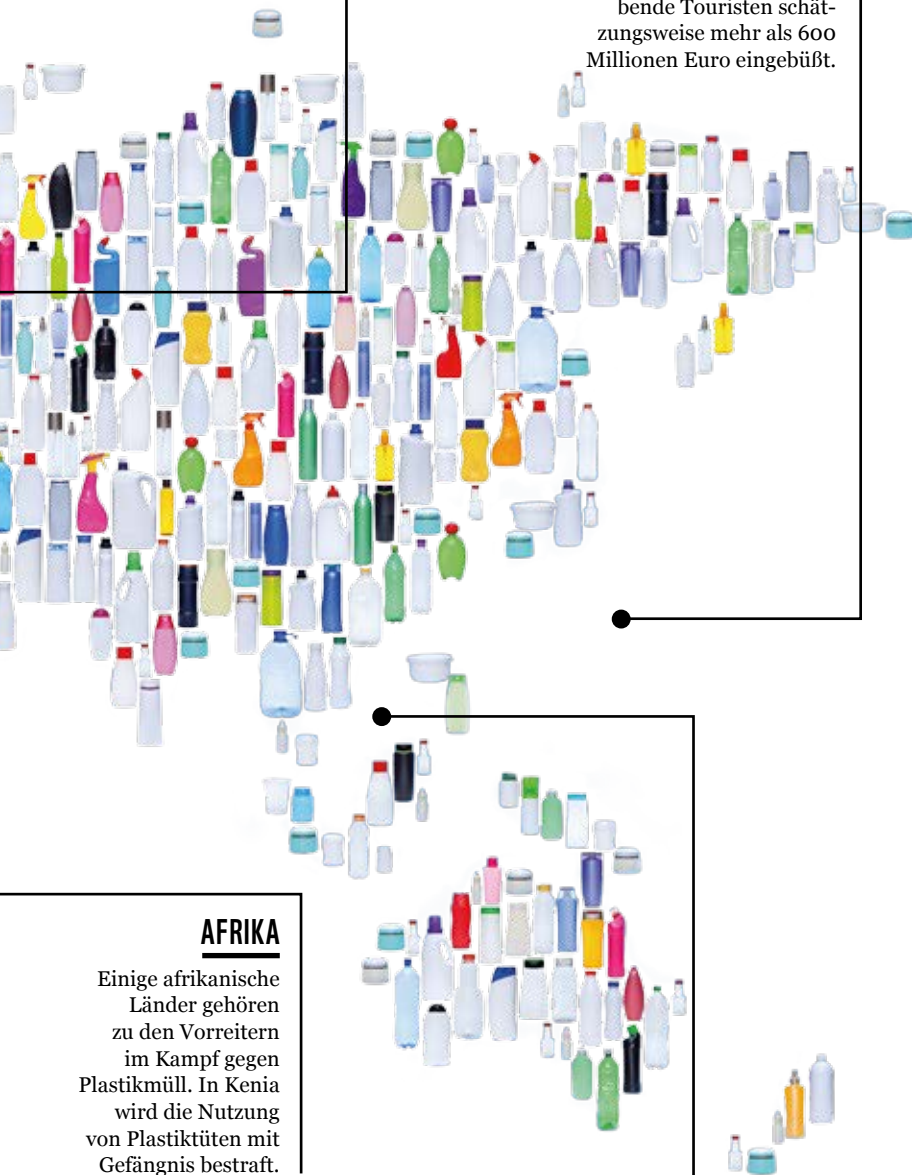 bende Touristen schät-
zungsweise mehr als 600
Millionen Euro eingebüßt.
AFRIKA
Einige afrikanische
Länder gehören
zu den Vorreitern
im Kampf gegen
Plastikmüll. In Kenia
wird die Nutzung
von Plastiktüten mit
Gefängnis bestraft.